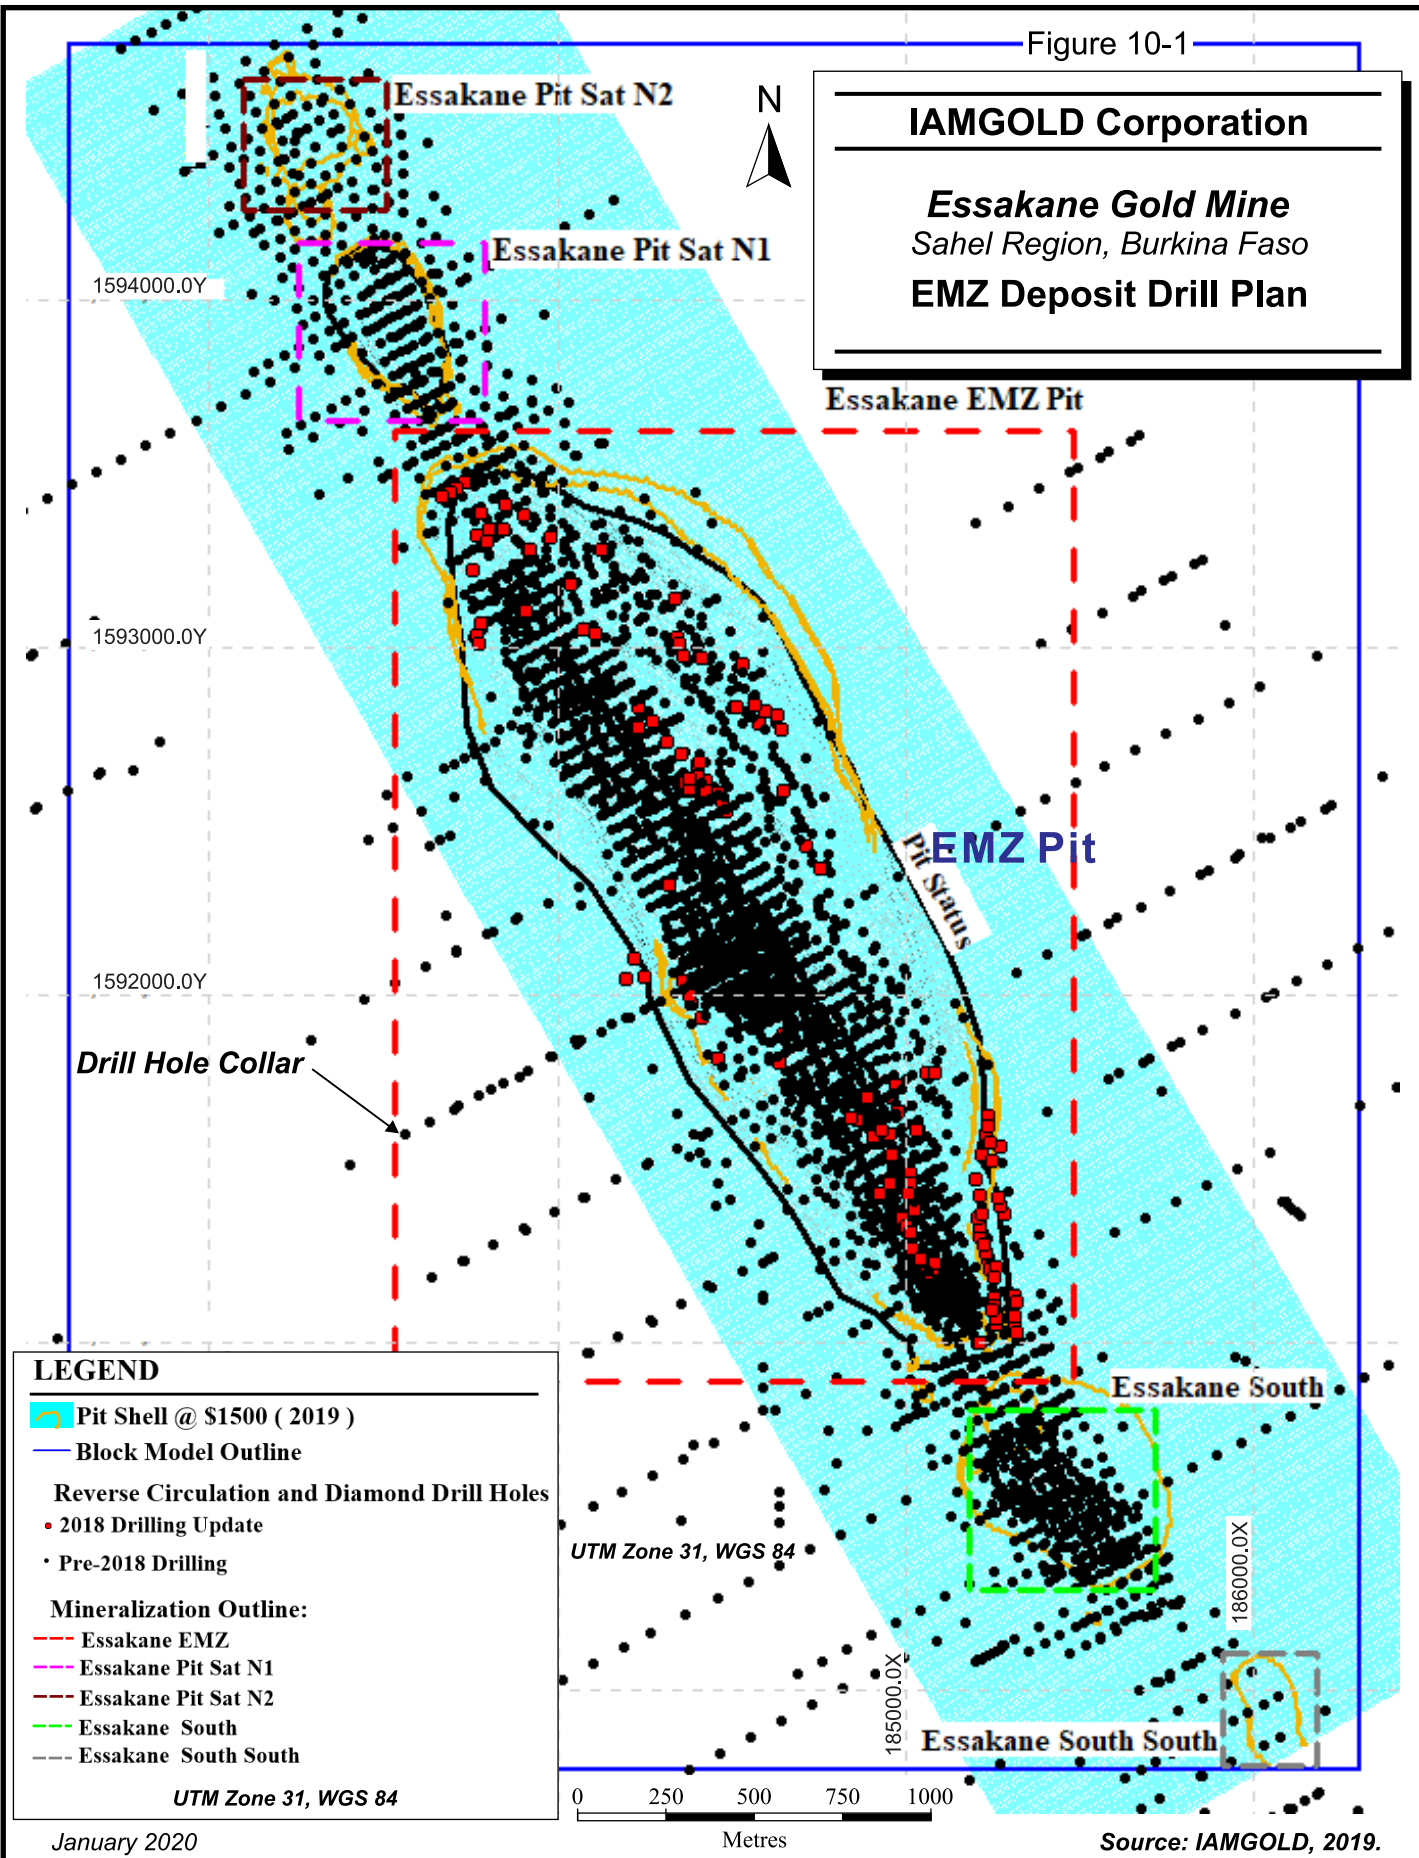 Figure 10-1
IAMGOLD Corporation
Essakane Gold Mine
Sahel Region, Burkina Faso
EMZ Deposit Drill Plan
N
Essakane Pit Sat N2
Essakane Pit Sat N1
1594000.0Y
Essakane EMZ Pit
1593000.0Y
EMZ Pit
Pit Status
1592000.0Y
Drill Hole Collar
Essakane South
LEGEND
Pit Shell @ $1500 ( 2019 )
Block Model Outline
Reverse Circulation and Diamond Drill Holes
2018 Drilling Update
Pre-2018 Drilling
Mineralization Outline:
Essakane EMZ
Essakane Pit Sat N1
Essakane Pit Sat N2
Essakane South
Essakane South South
UTM Zone 31, WGS 84
UTM Zone 31, WGS 84
185000.0X
186000.0X
Essakane South South
0 250 500 750 1000
Metres
January 2020
Source: IAMGOLD, 2019.